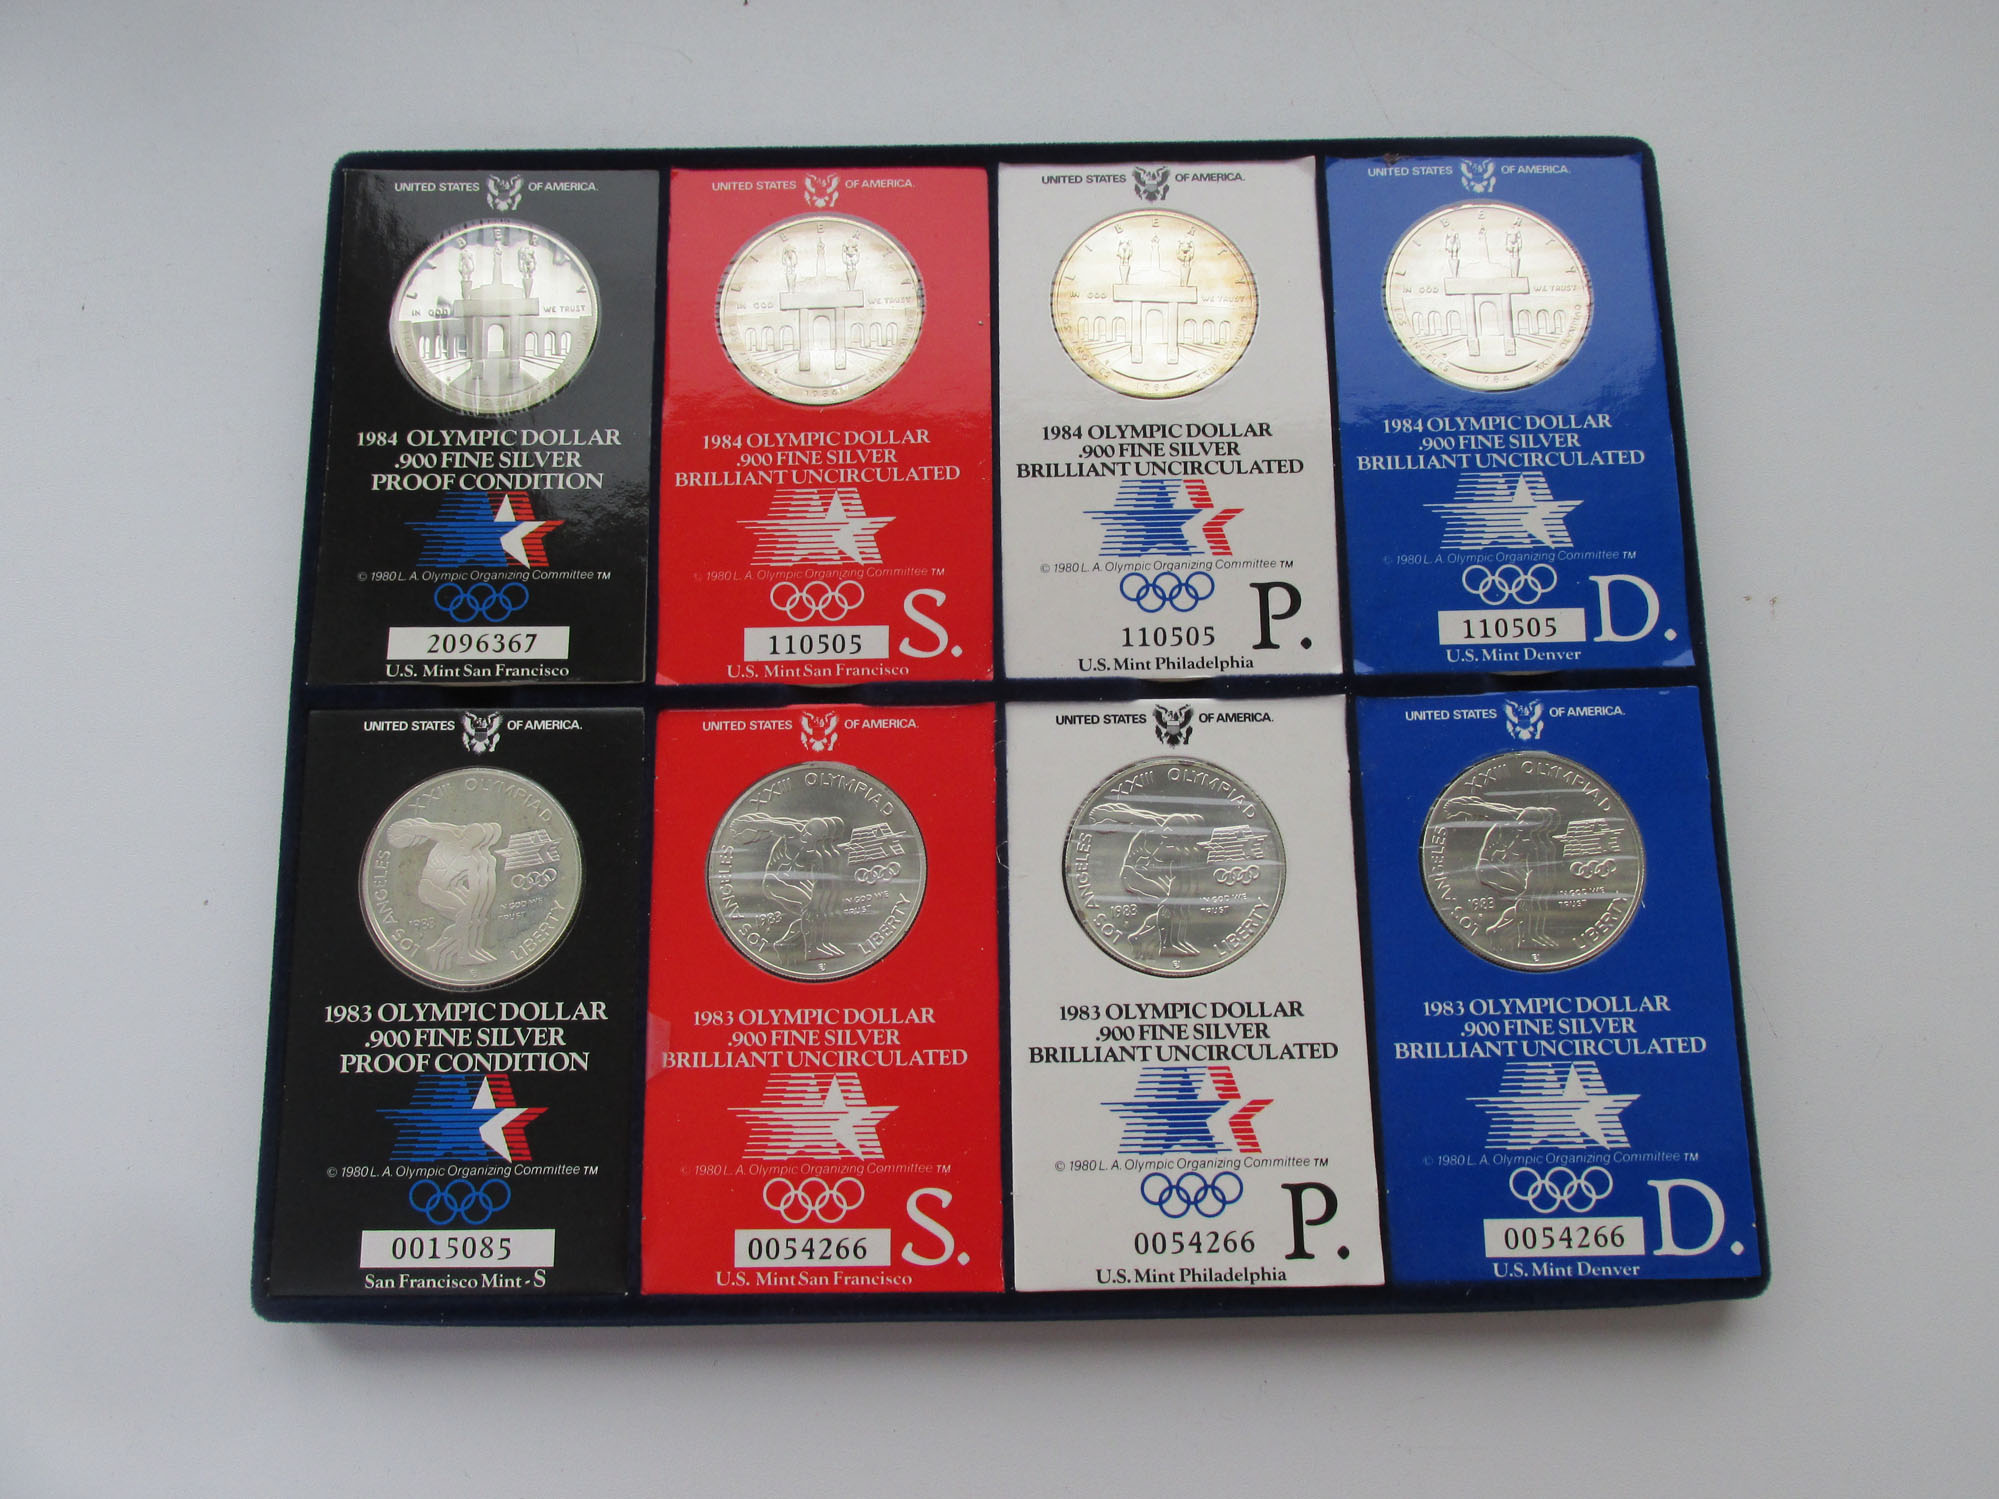 UNITED STATES OF AMERICA.
LIBERTY
IN GOD WE TRUST
1984 OLYMPIC DOLLAR
.900 FINE SILVER
PROOF CONDITION
© 1980 L. A. Olympic Organizing Committee TM
2096367
U.S. Mint San Francisco
UNITED STATES OF AMERICA.
LIBERTY
IN GOD WE TRUST
1984
1984 OLYMPIC DOLLAR
.900 FINE SILVER
BRILLIANT UNCIRCULATED
© 1980 L. A. Olympic Organizing Committee TM
110505
S.
U.S. Mint San Francisco
UNITED STATES OF AMERICA.
LIBERTY
IN GOD WE TRUST
1984
1984 OLYMPIC DOLLAR
.900 FINE SILVER
BRILLIANT UNCIRCULATED
© 1980 L. A. Olympic Organizing Committee TM
110505
P.
U.S. Mint Philadelphia
UNITED STATES OF AMERICA.
LIBERTY
IN GOD WE TRUST
LOS ANGELES 1984 XXIII OLYMPIAD
1984 OLYMPIC DOLLAR
.900 FINE SILVER
BRILLIANT UNCIRCULATED
© 1980 L. A. Olympic Organizing Committee TM
110505
D.
U.S. Mint Denver
UNITED STATES OF AMERICA.
LOS ANGELES XXIII OLYMPIAD
IN GOD WE
TRUST
1983
LIBERTY
1983 OLYMPIC DOLLAR
.900 FINE SILVER
PROOF CONDITION
© 1980 L. A. Olympic Organizing Committee TM
0015085
San Francisco Mint - S
UNITED STATES OF AMERICA.
LOS ANGELES XXIII OLYMPIAD
IN GOD WE
TRUST
1983
LIBERTY
1983 OLYMPIC DOLLAR
.900 FINE SILVER
BRILLIANT UNCIRCULATED
© 1980 L. A. Olympic Organizing Committee TM
0054266
S.
U.S. Mint San Francisco
UNITED STATES OF AMERICA.
LOS ANGELES XXIII OLYMPIAD
IN GOD WE
TRUST
1983
LIBERTY
1983 OLYMPIC DOLLAR
.900 FINE SILVER
BRILLIANT UNCIRCULATED
© 1980 L. A. Olympic Organizing Committee TM
0054266
P.
U.S. Mint Philadelphia
UNITED STATES OF AMERICA.
LOS ANGELES XXIII OLYMPIAD
IN GOD WE
TRUST
1983
LIBERTY
1983 OLYMPIC DOLLAR
.900 FINE SILVER
BRILLIANT UNCIRCULATED
© 1980 L. A. Olympic Organizing Committee TM
0054266
D.
U.S. Mint Denver